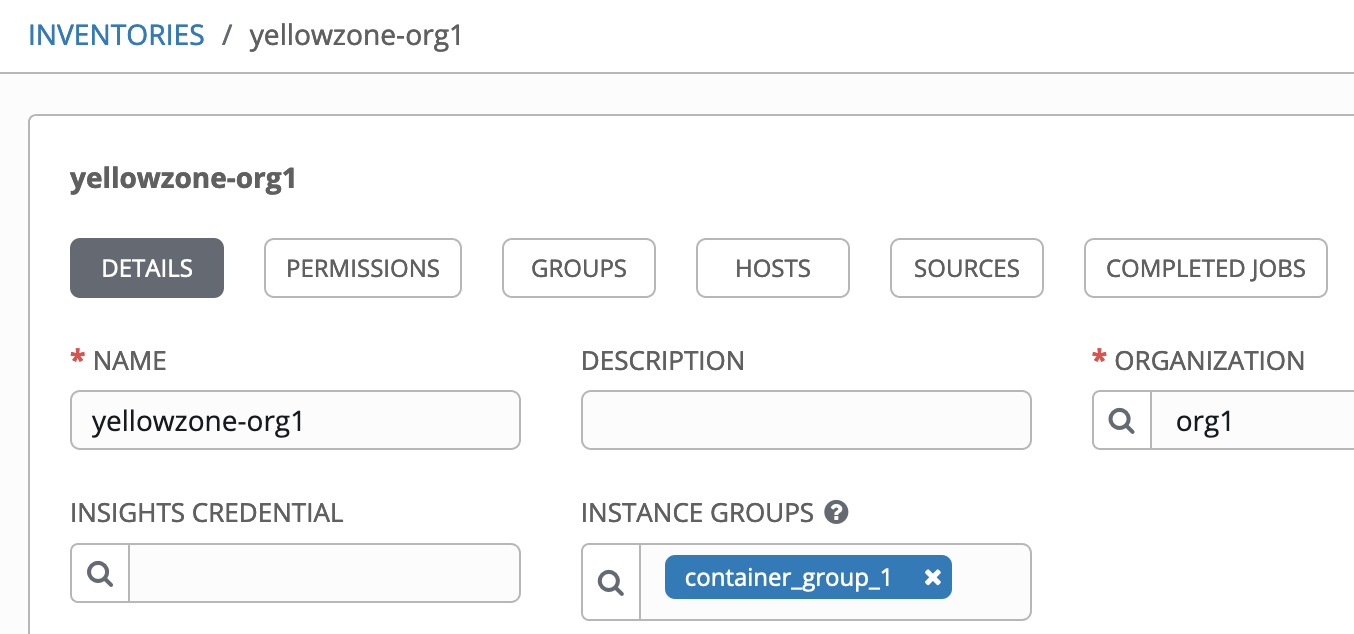 INVENTORIES / yellowzone-org1
yellowzone-org1
DETAILS PERMISSIONS GROUPS HOSTS SOURCES COMPLETED JOBS
* NAME DESCRIPTION * ORGANIZATION
yellowzone-org1 org1
INSIGHTS CREDENTIAL INSTANCE GROUPS ?
container_group_1 ✖